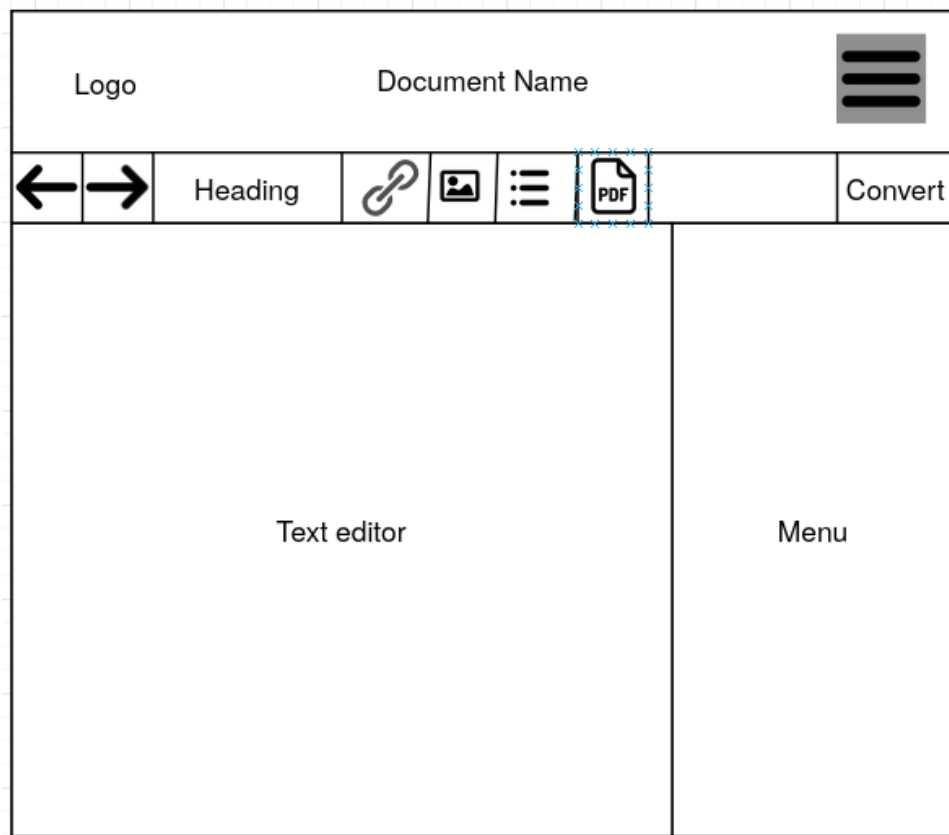 Logo
Document Name
Heading
PDF
Convert
Text editor
Menu